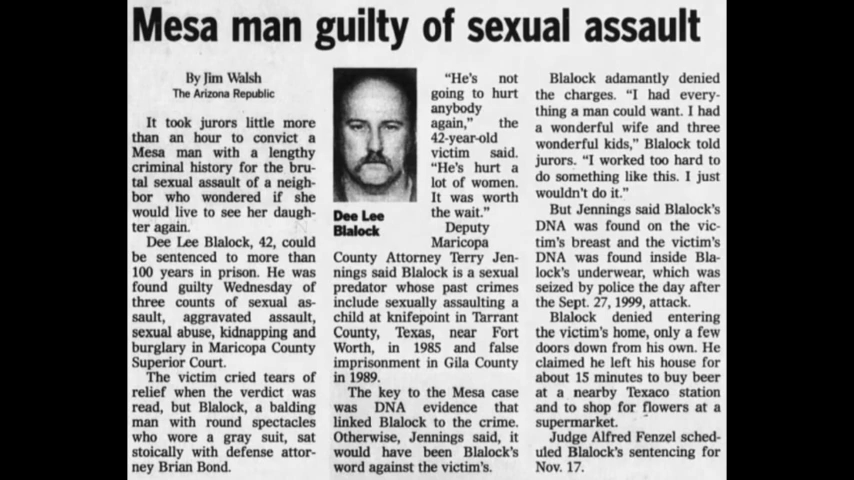 Mesa man guilty of sexual assault
By Jim Walsh
The Arizona Republic
It took jurors little more
than an hour to convict a
Mesa man with a lengthy
criminal history for the bru-
tal sexual assault of a neigh-
bor who wondered if she
would live to see her daugh-
ter again.
Dee Lee Blalock, 42, could
be sentenced to more than
100 years in prison. He was
found guilty Wednesday of
three counts of sexual as-
sault, aggravated assault,
sexual abuse, kidnapping and
burglary in Maricopa County
Superior Court.
The victim cried tears of
relief when the verdict was
read, but Blalock, a balding
man with round spectacles
who wore a gray suit, sat
stoically with defense attor-
ney Brian Bond.
Dee Lee
Blalock
"He's not
going to hurt
anybody
again," the
42-year-old
victim said.
"He's hurt a
lot of women.
It was worth
the wait."
Deputy
Maricopa
County Attorney Terry Jen-
nings said Blalock is a sexual
predator whose past crimes
include sexually assaulting a
child at knifepoint in Tarrant
County, Texas, near Fort
Worth, in 1985 and false
imprisonment in Gila County
in 1989.
The key to the Mesa case
was DNA evidence that
linked Blalock to the crime.
Otherwise, Jennings said, it
would have been Blalock's
word against the victim's.
Blalock adamantly denied
the charges. "I had every-
thing a man could want. I had
a wonderful wife and three
wonderful kids," Blalock told
jurors. "I worked too hard to
do something like this. I just
wouldn't do it."
But Jennings said Blalock's
DNA was found on the vic-
tim's breast and the victim's
DNA was found inside Bla-
lock's underwear, which was
seized by police the day after
the Sept. 27, 1999, attack.
Blalock denied entering
the victim's home, only a few
doors down from his own. He
claimed he left his house for
about 15 minutes to buy beer
at a nearby Texaco station
and to shop for flowers at a
supermarket.
Judge Alfred Fenzel sched-
uled Blalock's sentencing for
Nov. 17.